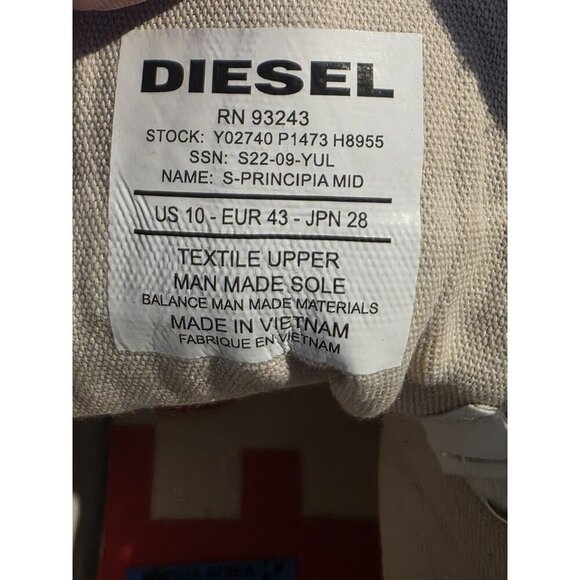 DIESEL
RN 93243
STOCK: Y02740 P1473 H8955
SSN: S22-09-YUL
NAME: S-PRINCIPIA MID
US 10 - EUR 43 - JPN 28
TEXTILE UPPER
MAN MADE SOLE
BALANCE MAN MADE MATERIALS
MADE IN VIETNAM
FABRIQUE EN VIETNAM